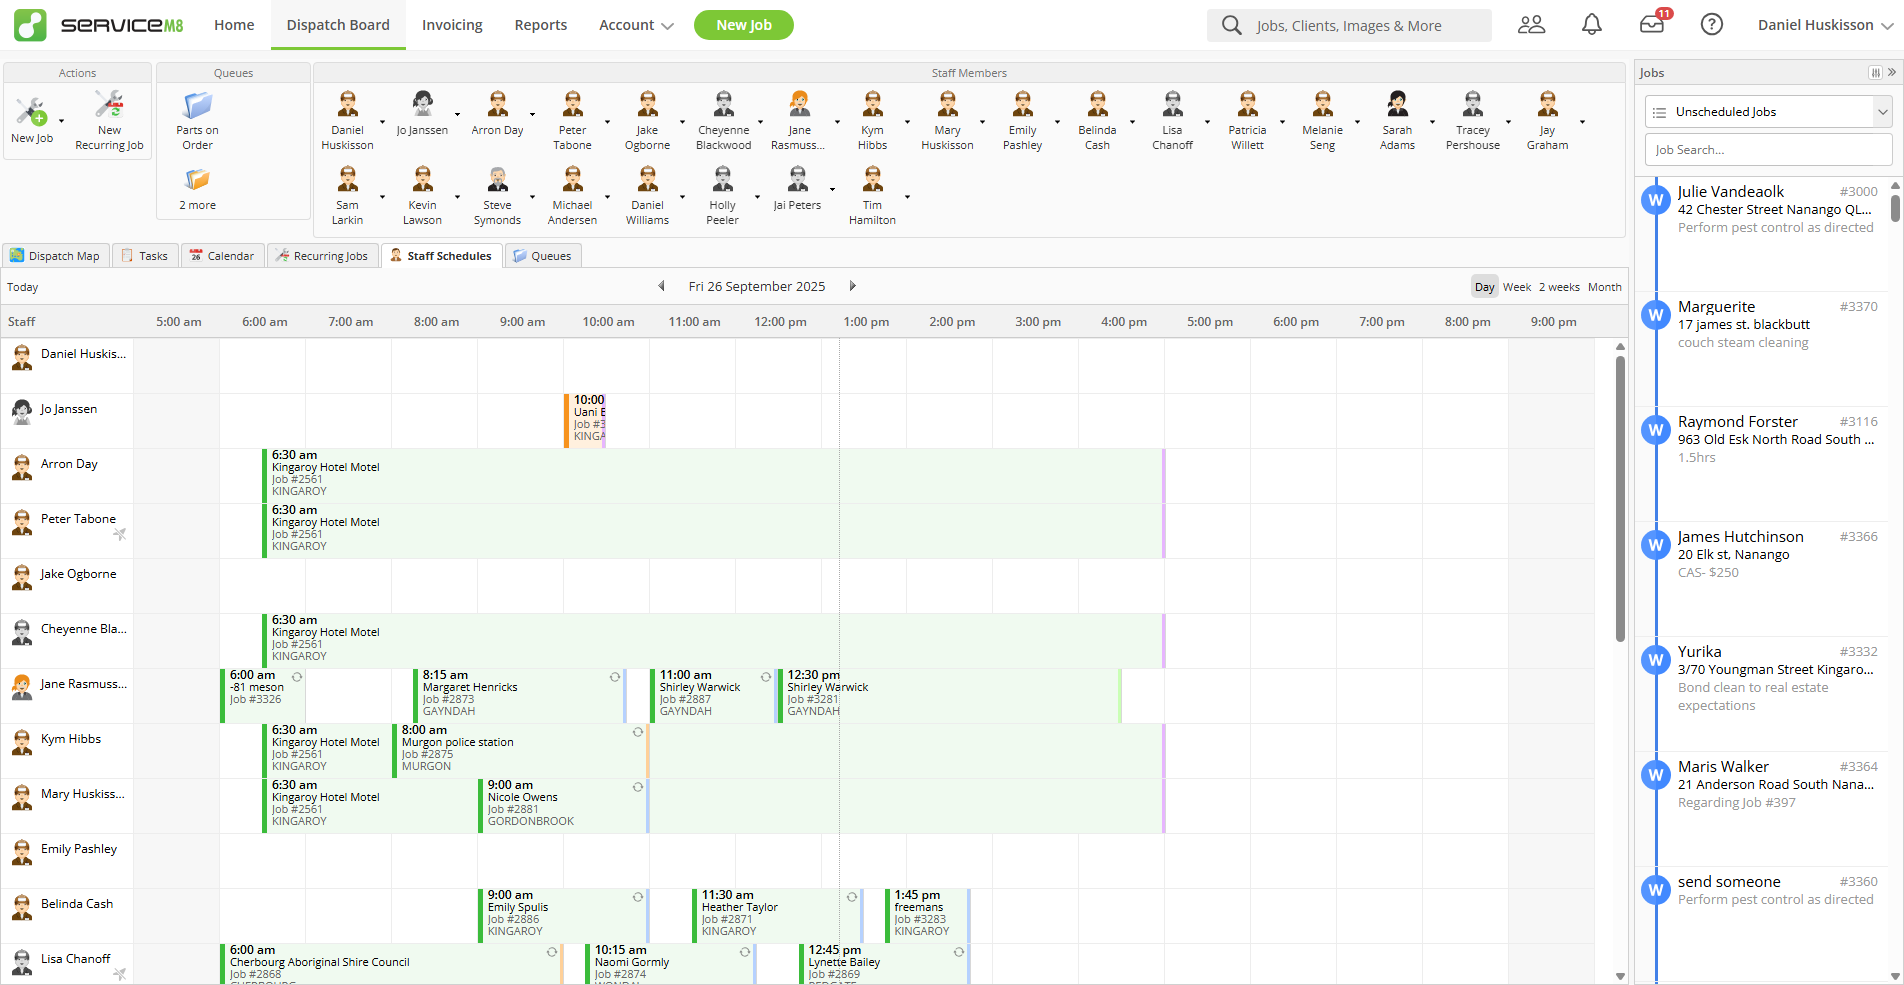 SERVICEM8
Home
Dispatch Board
Invoicing
Reports
Account
New Job
Jobs, Clients, Images & More
11
Daniel Huskisson
Actions
New Job
New
Recurring Job
Queues
Parts on
Order
2 more
Staff Members
Daniel
Huskisson
Jo Janssen
Arron Day
Peter
Tabone
Jake
Ogborne
Cheyenne
Blackwood
Jane
Rasmuss...
Kym
Hibbs
Mary
Huskisson
Emily
Pashley
Belinda
Cash
Lisa
Chanoff
Patricia
Willett
Melanie
Seng
Sarah
Adams
Tracey
Pershouse
Jay
Graham
Sam
Larkin
Kevin
Lawson
Steve
Symonds
Michael
Andersen
Daniel
Williams
Holly
Peeler
Jai Peters
Tim
Hamilton
Dispatch Map
Tasks
26
Calendar
Recurring Jobs
Staff Schedules
Queues
Today
Fri 26 September 2025
Day
Week
2 weeks
Month
Staff
5:00 am
6:00 am
7:00 am
8:00 am
9:00 am
10:00 am
11:00 am
12:00 pm
1:00 pm
2:00 pm
3:00 pm
4:00 pm
5:00 pm
6:00 pm
7:00 pm
8:00 pm
9:00 pm
Daniel Huskis...
Jo Janssen
10:00
Uani
Job #3
KINGA
Arron Day
6:30 am
Kingaroy Hotel Motel
Job #2561
KINGAROY
Peter Tabone
6:30 am
Kingaroy Hotel Motel
Job #2561
KINGAROY
Jake Ogborne
Cheyenne Bla...
6:30 am
Kingaroy Hotel Motel
Job #2561
KINGAROY
Jane Rasmuss...
6:00 am
-81 meson
Job #3326
8:15 am
Margaret Henricks
Job #2873
GAYNDAH
11:00 am
Shirley Warwick
Job #2887
GAYNDAH
12:30 pm
Shirley Warwick
Job #3281
GAYNDAH
Kym Hibbs
6:30 am
Kingaroy Hotel Motel
Job #2561
KINGAROY
8:00 am
Murgon police station
Job #2875
MURGON
Mary Huskiss...
6:30 am
Kingaroy Hotel Motel
Job #2561
KINGAROY
9:00 am
Nicole Owens
Job #2881
GORDONBROOK
Emily Pashley
Belinda Cash
9:00 am
Emily Spulis
Job #2886
KINGAROY
11:30 am
Heather Taylor
Job #2871
KINGAROY
1:45 pm
freemans
Job #3283
KINGAROY
Lisa Chanoff
6:00 am
Cherbourg Aboriginal Shire Council
Job #2868
10:15 am
Naomi Gormly
Job #2874
12:45 pm
Lynette Bailey
Job #2869
Jobs
Unscheduled Jobs
Job Search...
W
Julie Vandeaolk
#3000
42 Chester Street Nanango QL...
Perform pest control as directed
W
Marguerite
#3370
17 james st. blackbutt
couch steam cleaning
W
Raymond Forster
#3116
963 Old Esk North Road South ...
1.5hrs
W
James Hutchinson
#3366
20 Elk st, Nanango
CAS- $250
W
Yurika
#3332
3/70 Youngman Street Kingaro...
Bond clean to real estate
expectations
W
Maris Walker
#3364
21 Anderson Road South Nana...
Regarding Job #397
W
send someone
#3360
Perform pest control as directed